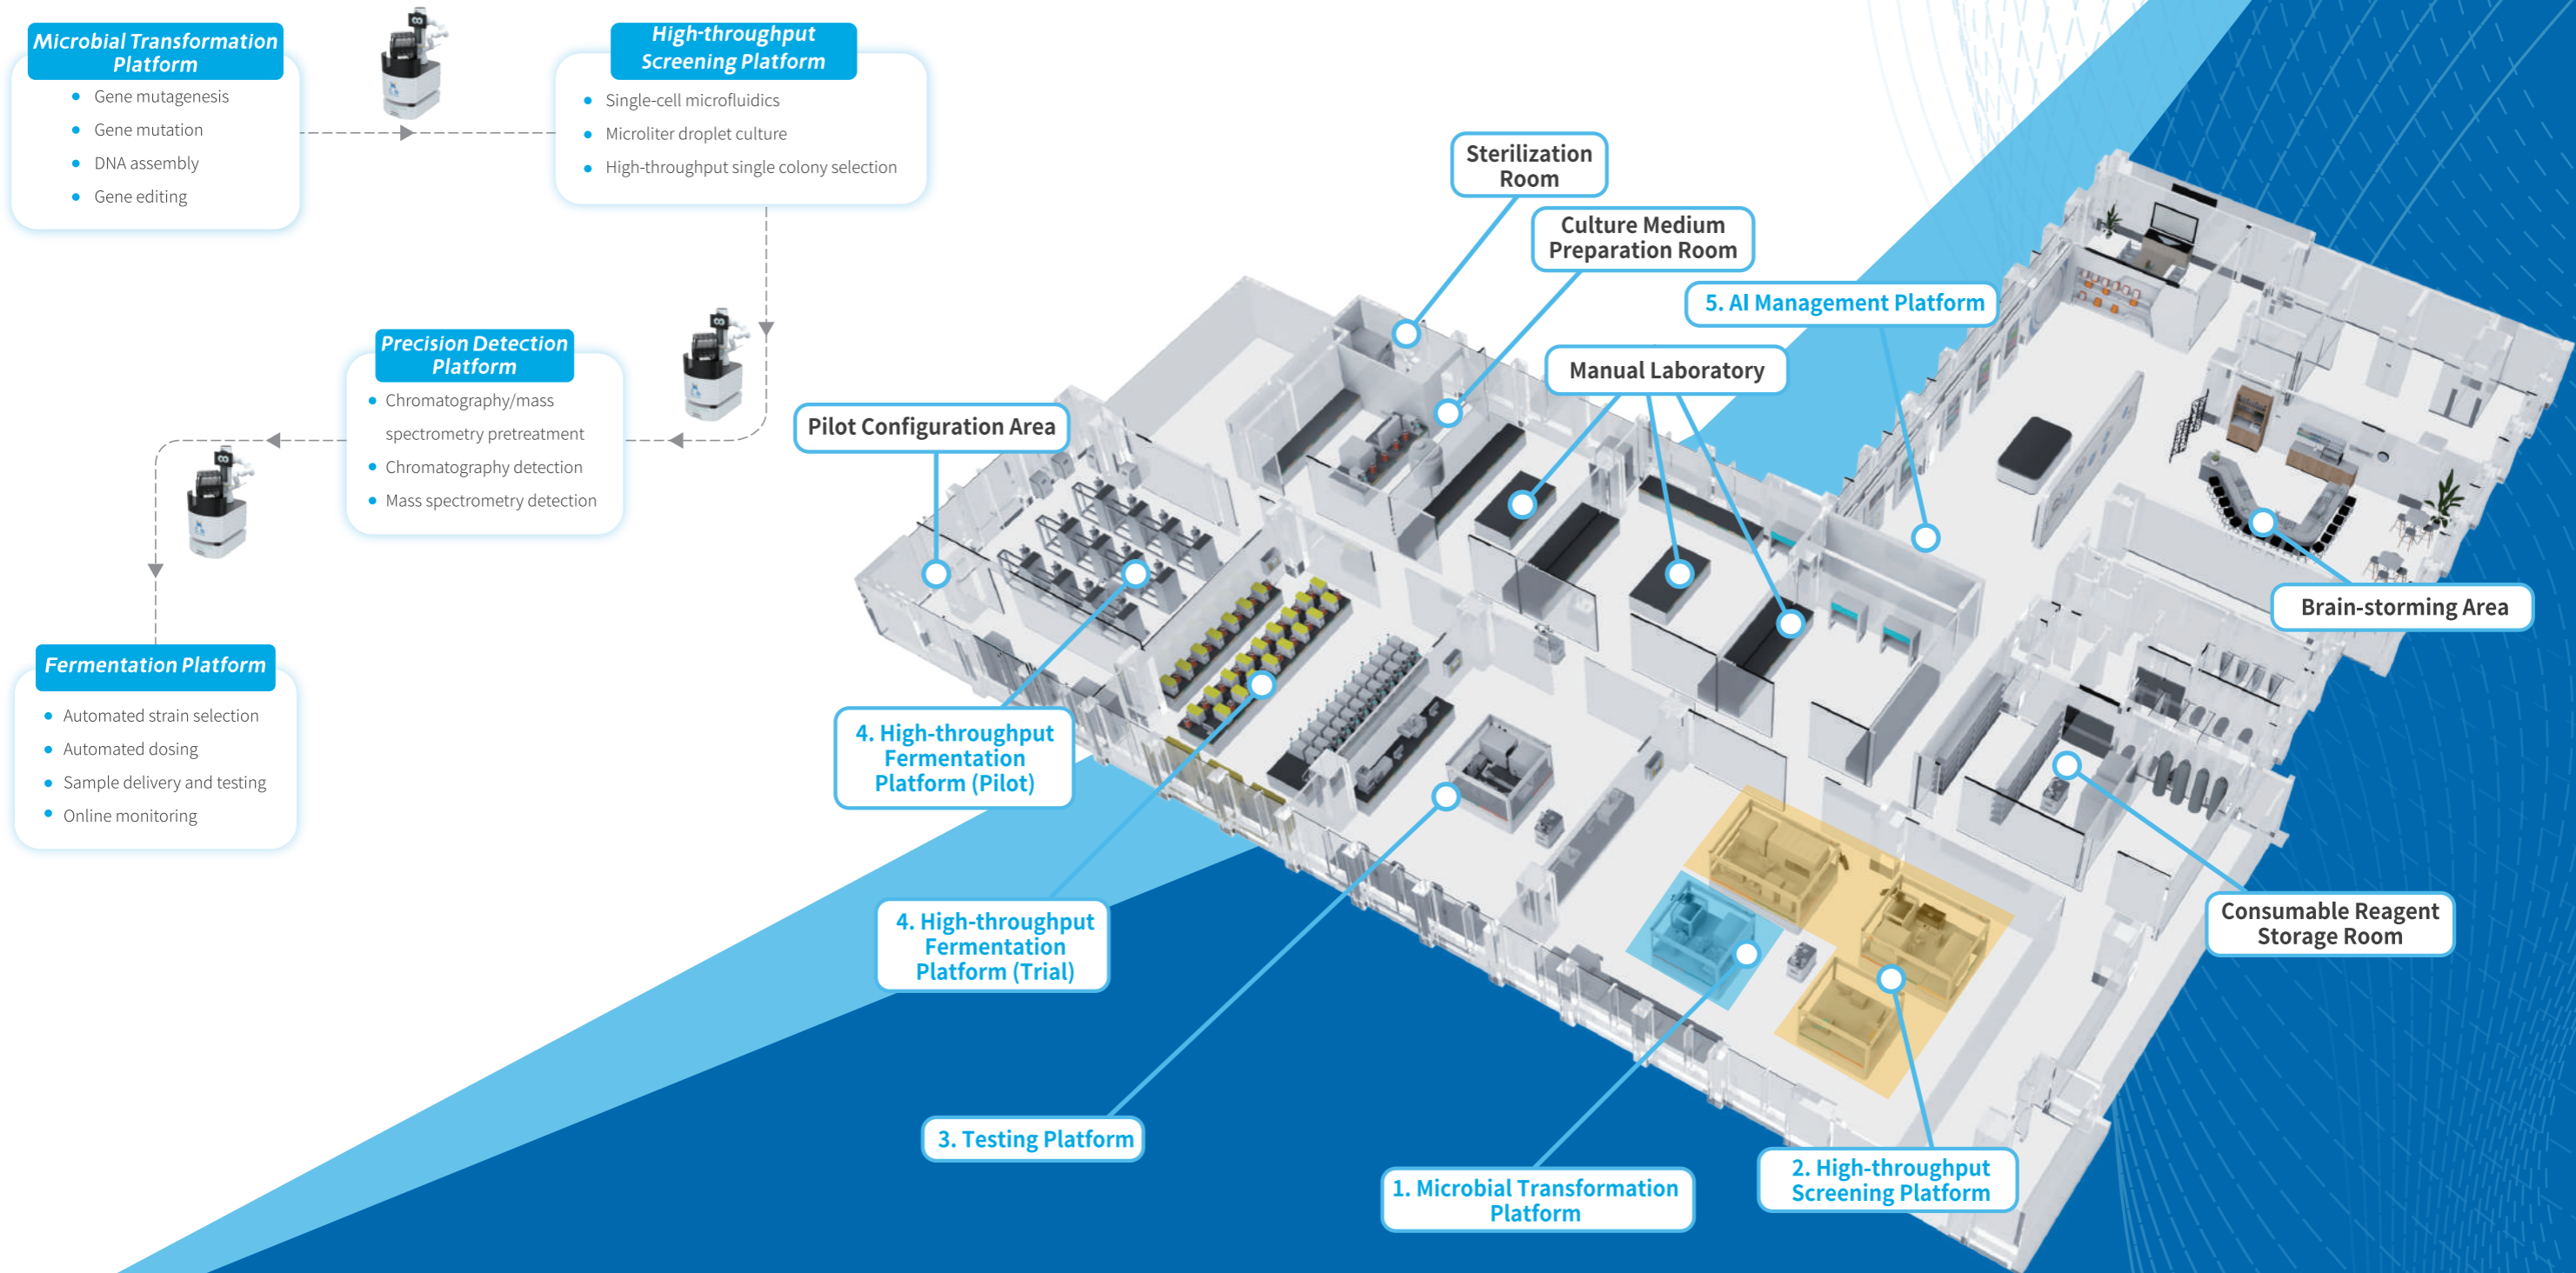 Microbial Transformation
Platform
Gene mutagenesis
Gene mutation
DNA assembly
Gene editing
High-throughput
Screening Platform
Single-cell microfluidics
Microliter droplet culture
High-throughput single colony selection
Precision Detection
Platform
Chromatography/mass
spectrometry pretreatment
Chromatography detection
Mass spectrometry detection
Fermentation Platform
Automated strain selection
Automated dosing
Sample delivery and testing
Online monitoring
Sterilization
Room
Culture Medium
Preparation Room
5. AI Management Platform
Manual Laboratory
Pilot Configuration Area
Brain-storming Area
4. High-throughput
Fermentation
Platform (Pilot)
4. High-throughput
Fermentation
Platform (Trial)
Consumable Reagent
Storage Room
3. Testing Platform
1. Microbial Transformation
Platform
2. High-throughput
Screening Platform